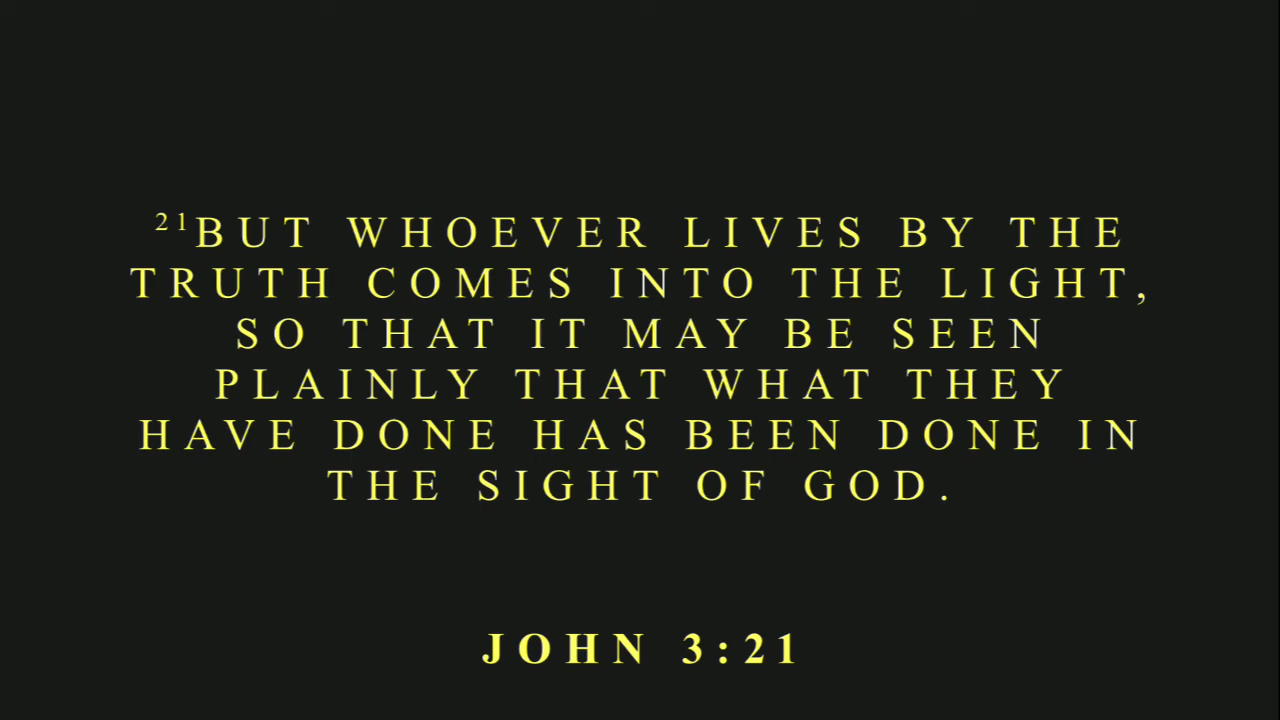 ²¹BUT WHOEVER LIVES BY THE
TRUTH COMES INTO THE LIGHT,
SO THAT IT MAY BE SEEN
PLAINLY THAT WHAT THEY
HAVE DONE HAS BEEN DONE IN
THE SIGHT OF GOD.
JOHN 3:21